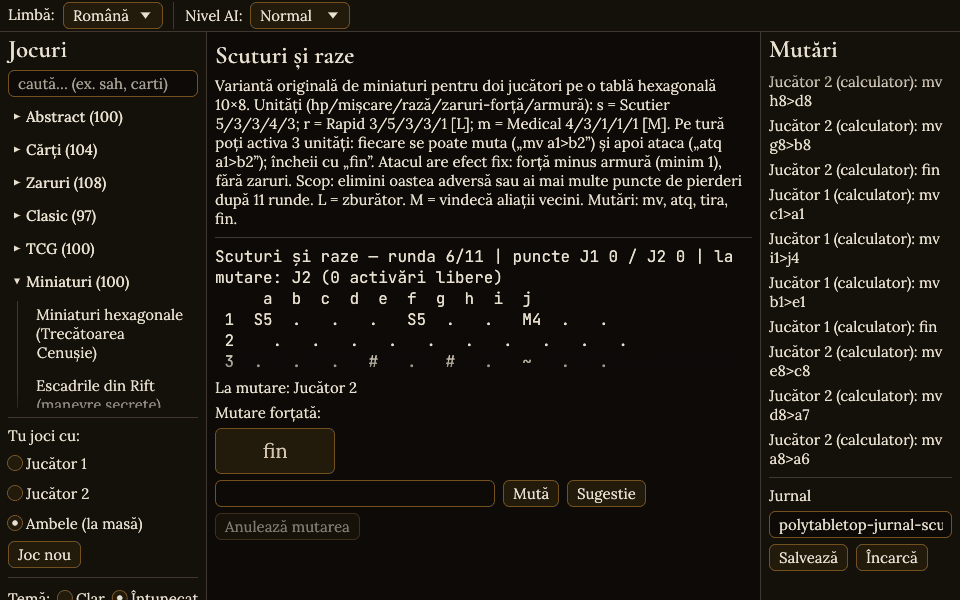 Limbă: Română ▼ Nivel AI: Normal ▼
Jocuri
caută... (ex. sah, carti)
▸ Abstract (100)
▸ Cărți (104)
▸ Zaruri (108)
▸ Clasic (97)
▸ TCG (100)
▾ Miniaturi (100)
Miniaturi hexagonale
(Trecătoarea
Cenușie)
Escadrile din Rift
(manevre secrete)
Tu joci cu:
Jucător 1
Jucător 2
Ambele (la masă)
Joc nou
Temă: Clar Întunecat
Scuturi și raze
Variantă originală de miniaturi pentru doi jucători pe o tablă hexagonală
10×8. Unități (hp/mișcare/rază/zaruri-forță/armură): s = Scutier
5/3/3/4/3; r = Rapid 3/5/3/3/1 [L]; m = Medical 4/3/1/1/1 [M]. Pe tură
poți activa 3 unități: fiecare se poate muta („mv a1>b2”) și apoi ataca („atq
a1>b2”); încheii cu „fin”. Atacul are efect fix: forță minus armură (minim 1),
fără zaruri. Scop: elimini oastea adversă sau ai mai multe puncte de pierderi
după 11 runde. L = zburător. M = vindecă aliații vecini. Mutări: mv, atq, tira,
fin.
Scuturi și raze — runda 6/11 | puncte J1 0 / J2 0 | la
mutare: J2 (0 activări libere)
a b c d e f g h i j
1 S5 . . . S5 . . M4 . .
2 . . . . . . . . . .
3 . . . # . # . ~ . .
La mutare: Jucător 2
Mutare forțată:
fin
Mută Sugestie
Anulează mutarea
Mutări
Jucător 2 (calculator): mv
h8>d8
Jucător 2 (calculator): mv
g8>b8
Jucător 2 (calculator): fin
Jucător 1 (calculator): mv
c1>a1
Jucător 1 (calculator): mv
i1>j4
Jucător 1 (calculator): mv
b1>e1
Jucător 1 (calculator): fin
Jucător 2 (calculator): mv
e8>c8
Jucător 2 (calculator): mv
d8>a7
Jucător 2 (calculator): mv
a8>a6
Jurnal
polytabletop-jurnal-scu
Salvează Încarcă